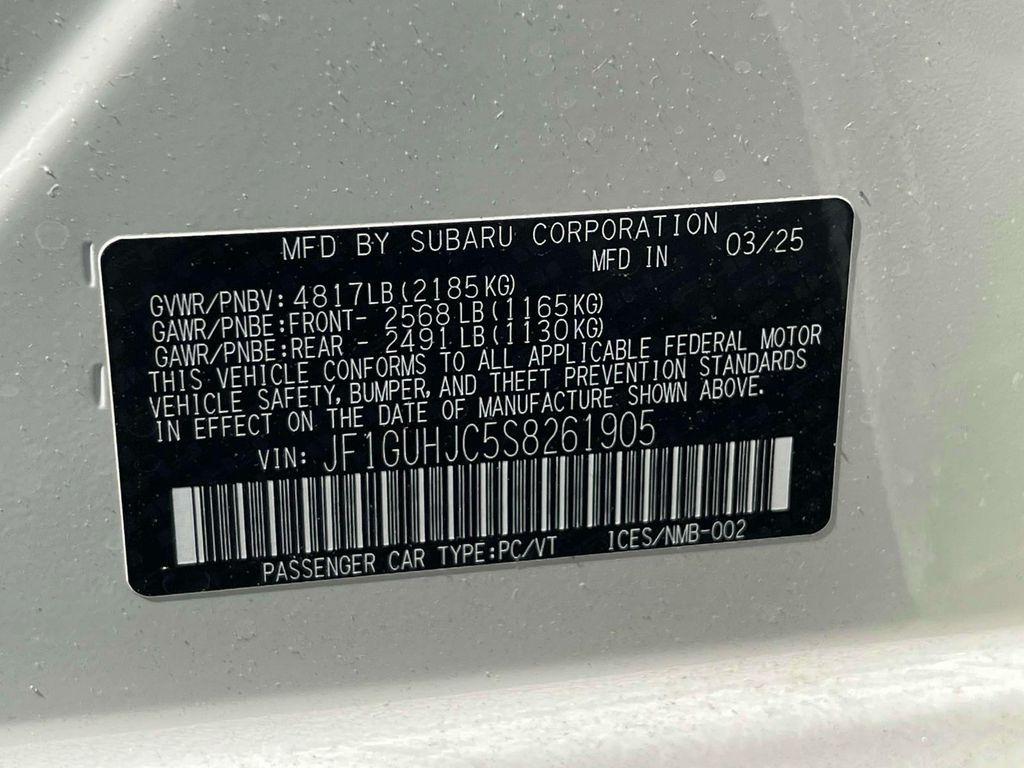 MFD BY SUBARU CORPORATION
MFD IN 03/25
GVWR/PNBV: 4817LB(2185KG)
GAWR/PNBE:FRONT- 2568LB(1165KG)
GAWR/PNBE:REAR - 2491LB(1130KG)
THIS VEHICLE CONFORMS TO ALL APPLICABLE FEDERAL MOTOR
VEHICLE SAFETY, BUMPER, AND THEFT PREVENTION STANDARDS
IN EFFECT ON THE DATE OF MANUFACTURE SHOWN ABOVE.
VIN: JF1GUHJC5S8261905
PASSENGER CAR TYPE:PC/VT ICES/NMB-002